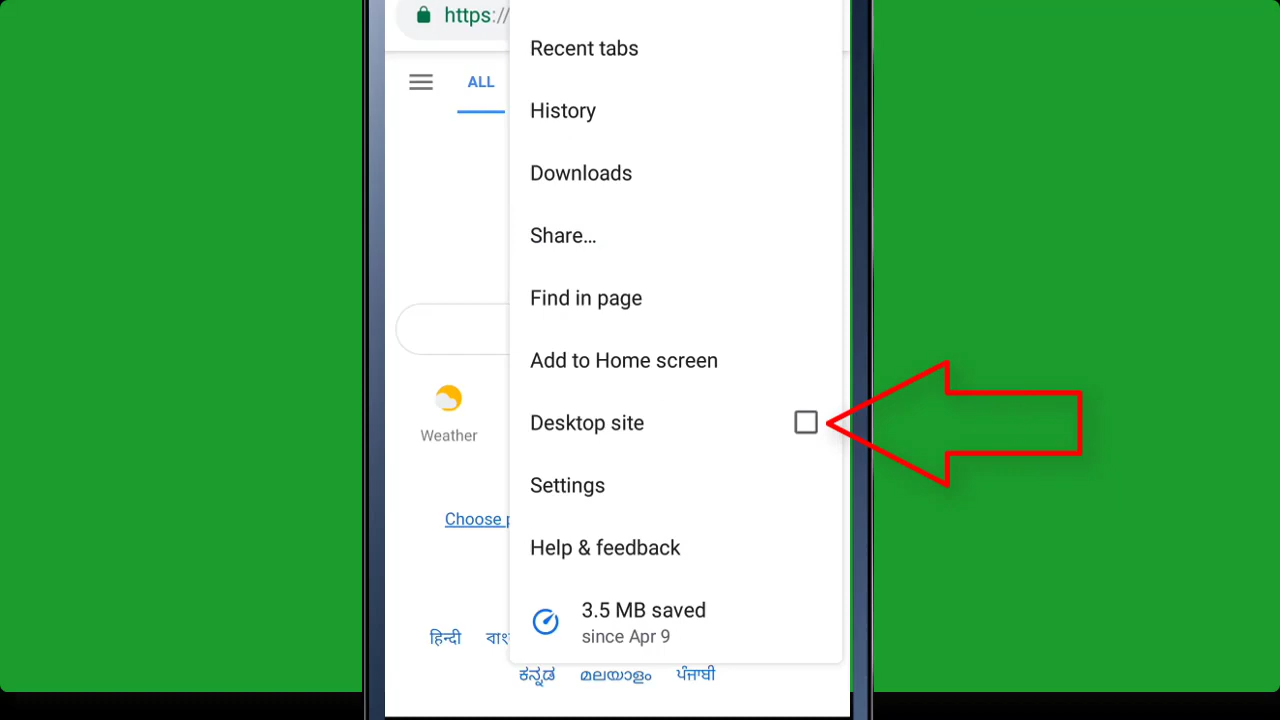 https://
Recent tabs
ALL
History
Downloads
Share...
Find in page
Add to Home screen
Desktop site
Weather
Settings
Choose
Help & feedback
3.5 MB saved
since Apr 9
हिन्दी
ಕನ್ನಡ മലയാളം ਪੰਜਾਬੀ